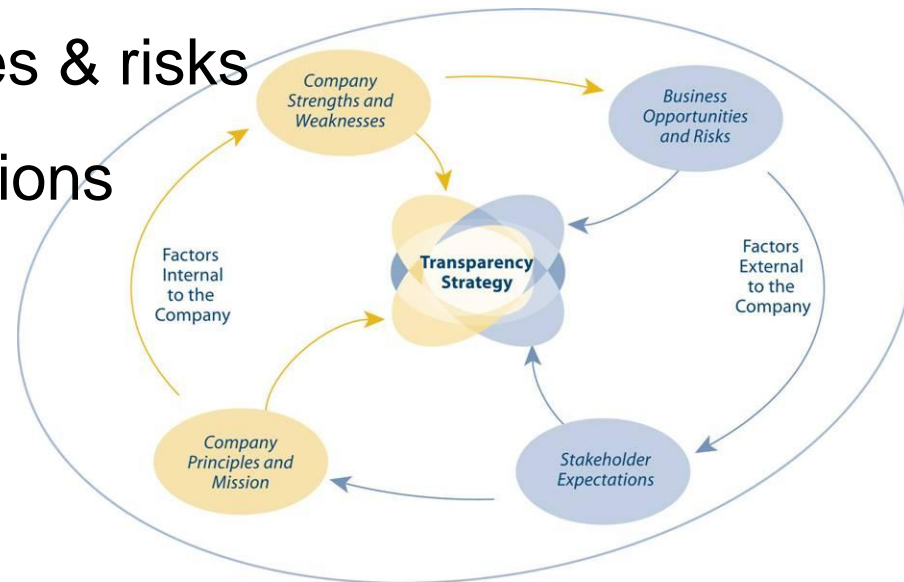 es & risks
ions
Company
Strengths and
Weaknesses
Business
Opportunities
and Risks
Factors
Internal
to the
Company
Transparency
Strategy
Factors
External
to the
Company
Company
Principles and
Mission
Stakeholder
Expectations